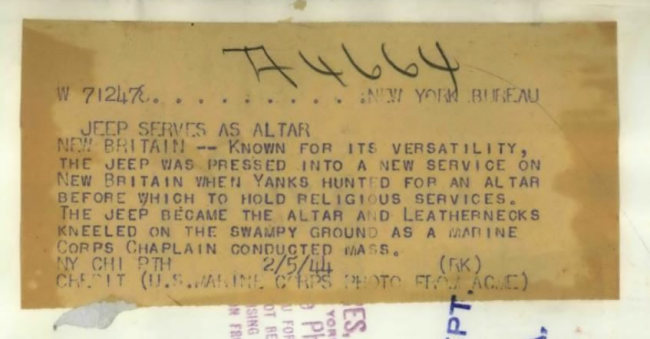 A4664
W 712476. . . . . . . . . . . :NEW YORK BUREAU
JEEP SERVES AS ALTAR
NEW BRITAIN -- KNOWN FOR ITS VERSATILITY,
THE JEEP WAS PRESSED INTO A NEW SERVICE ON
NEW BRITAIN WHEN YANKS HUNTED FOR AN ALTAR
BEFORE WHICH TO HOLD RELIGIOUS SERVICES.
THE JEEP BECAME THE ALTAR AND LEATHERNECKS
KNEELED ON THE SWAMPY GROUND AS A MARINE
CORPS CHAPLAIN CONDUCTED MASS.
NY CHI PTH 2/5/44 (RK)
CREDIT (U.S.MARINE CORPS PHOTO FROM ACME)